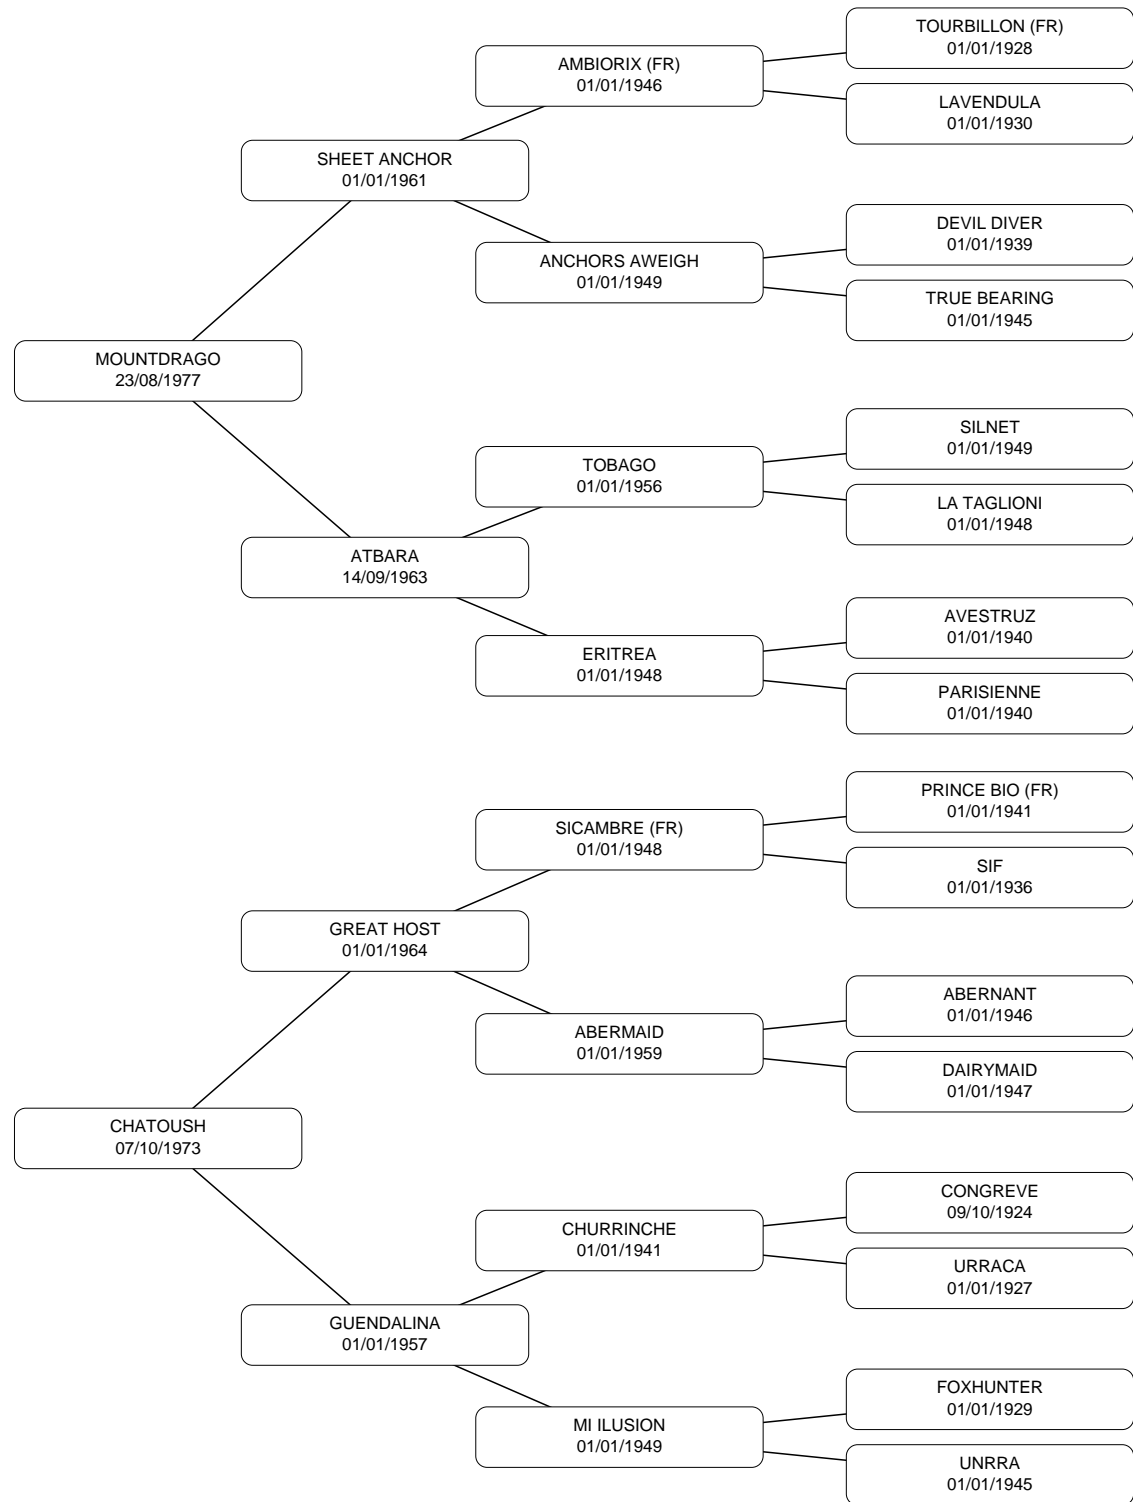 TOURBILLON (FR)
01/01/1928
AMBIORIX (FR)
01/01/1946
LAVENDULA
01/01/1930
SHEET ANCHOR
01/01/1961
DEVIL DIVER
01/01/1939
ANCHORS AWEIGH
01/01/1949
TRUE BEARING
01/01/1945
MOUNTDRAGO
23/08/1977
SILNET
01/01/1949
TOBAGO
01/01/1956
LA TAGLIONI
01/01/1948
ATBARA
14/09/1963
AVESTRUZ
01/01/1940
ERITREA
01/01/1948
PARISIENNE
01/01/1940
PRINCE BIO (FR)
01/01/1941
SICAMBRE (FR)
01/01/1948
SIF
01/01/1936
GREAT HOST
01/01/1964
ABERNANT
01/01/1946
ABERMAID
01/01/1959
DAIRYMAID
01/01/1947
CHATOUSH
07/10/1973
CONGREVE
09/10/1924
CHURRINCHE
01/01/1941
URRACA
01/01/1927
GUENDALINA
01/01/1957
FOXHUNTER
01/01/1929
MI ILUSION
01/01/1949
UNRRA
01/01/1945